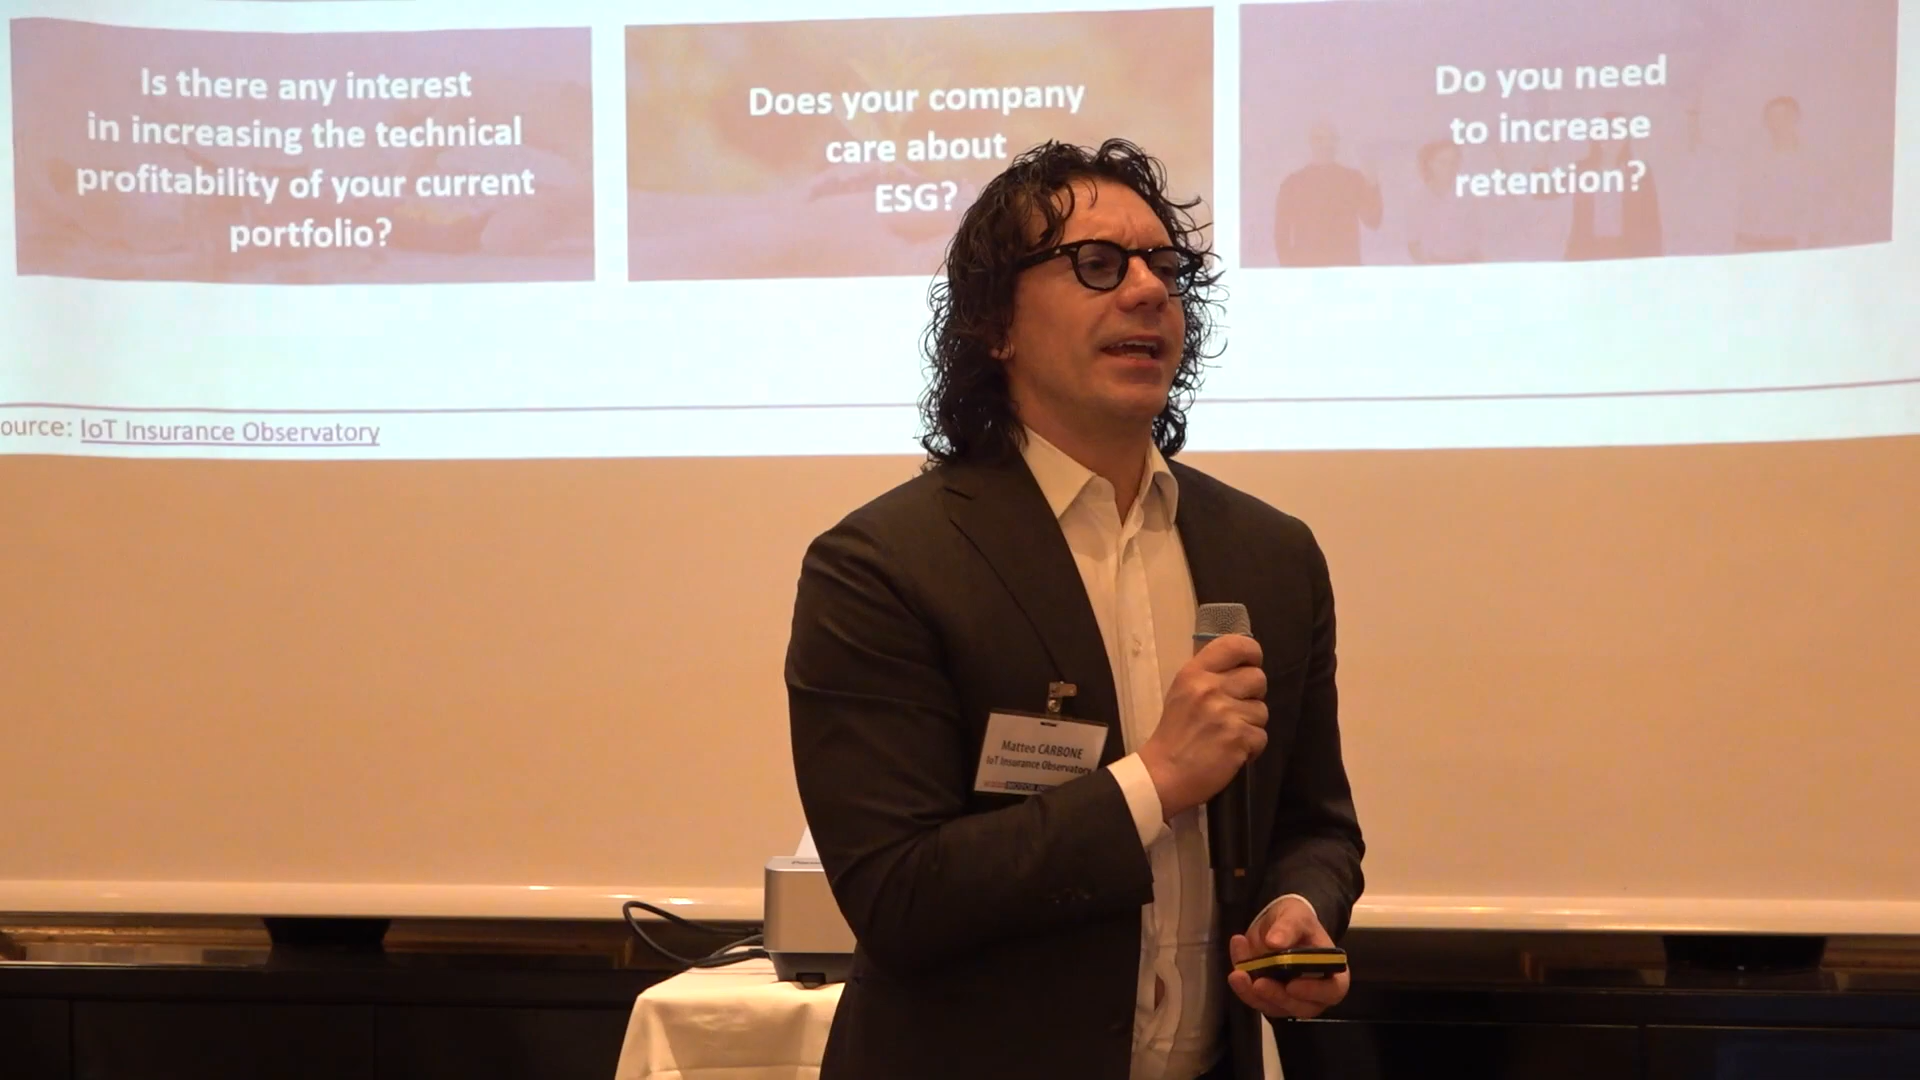 Is there any interest
in increasing the technical
profitability of your current
portfolio?
Does your company
care about
ESG?
Do you need
to increase
retention?
ource: IoT Insurance Observatory
Matteo CARBONE
IoT Insurance Observatory
MOTOR